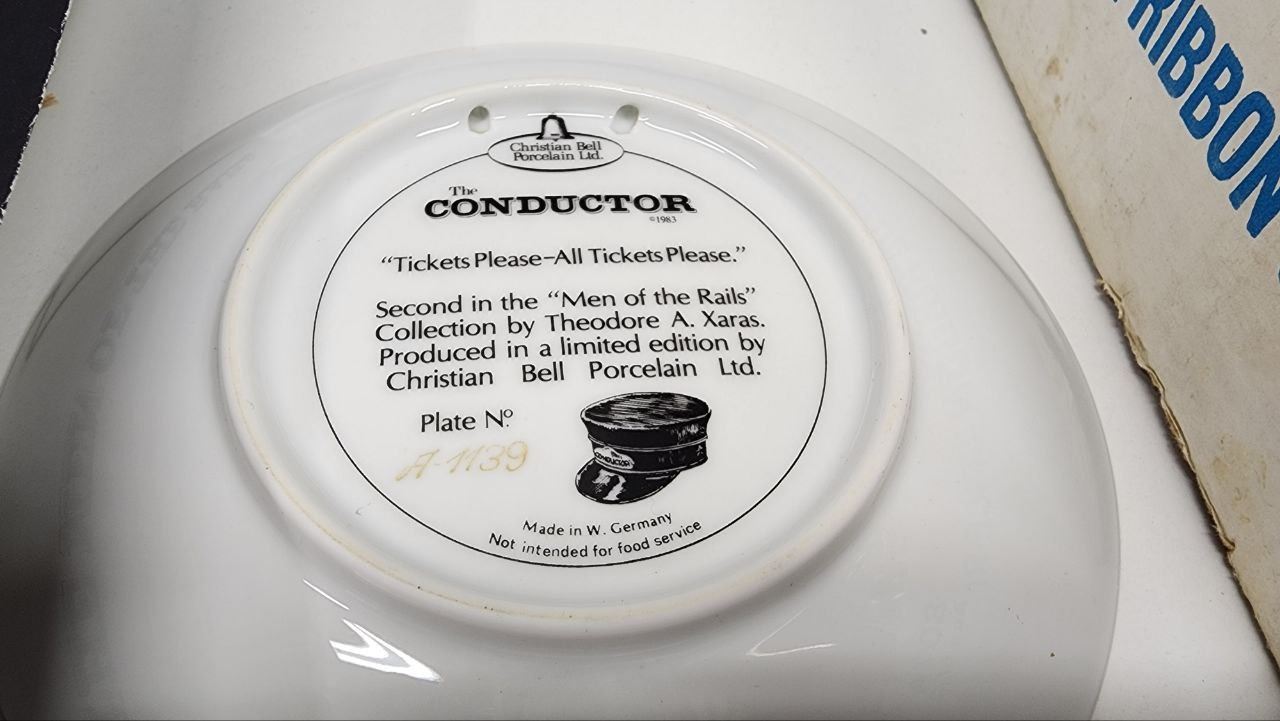 Christian Bell
Porcelain Ltd.
The
CONDUCTOR
©1983
“Tickets Please–All Tickets Please.”
Second in the “Men of the Rails”
Collection by Theodore A. Xaras.
Produced in a limited edition by
Christian Bell Porcelain Ltd.
Plate Nº
A-1139
CONDUCTOR
Made in W. Germany
Not intended for food service
RIBBON